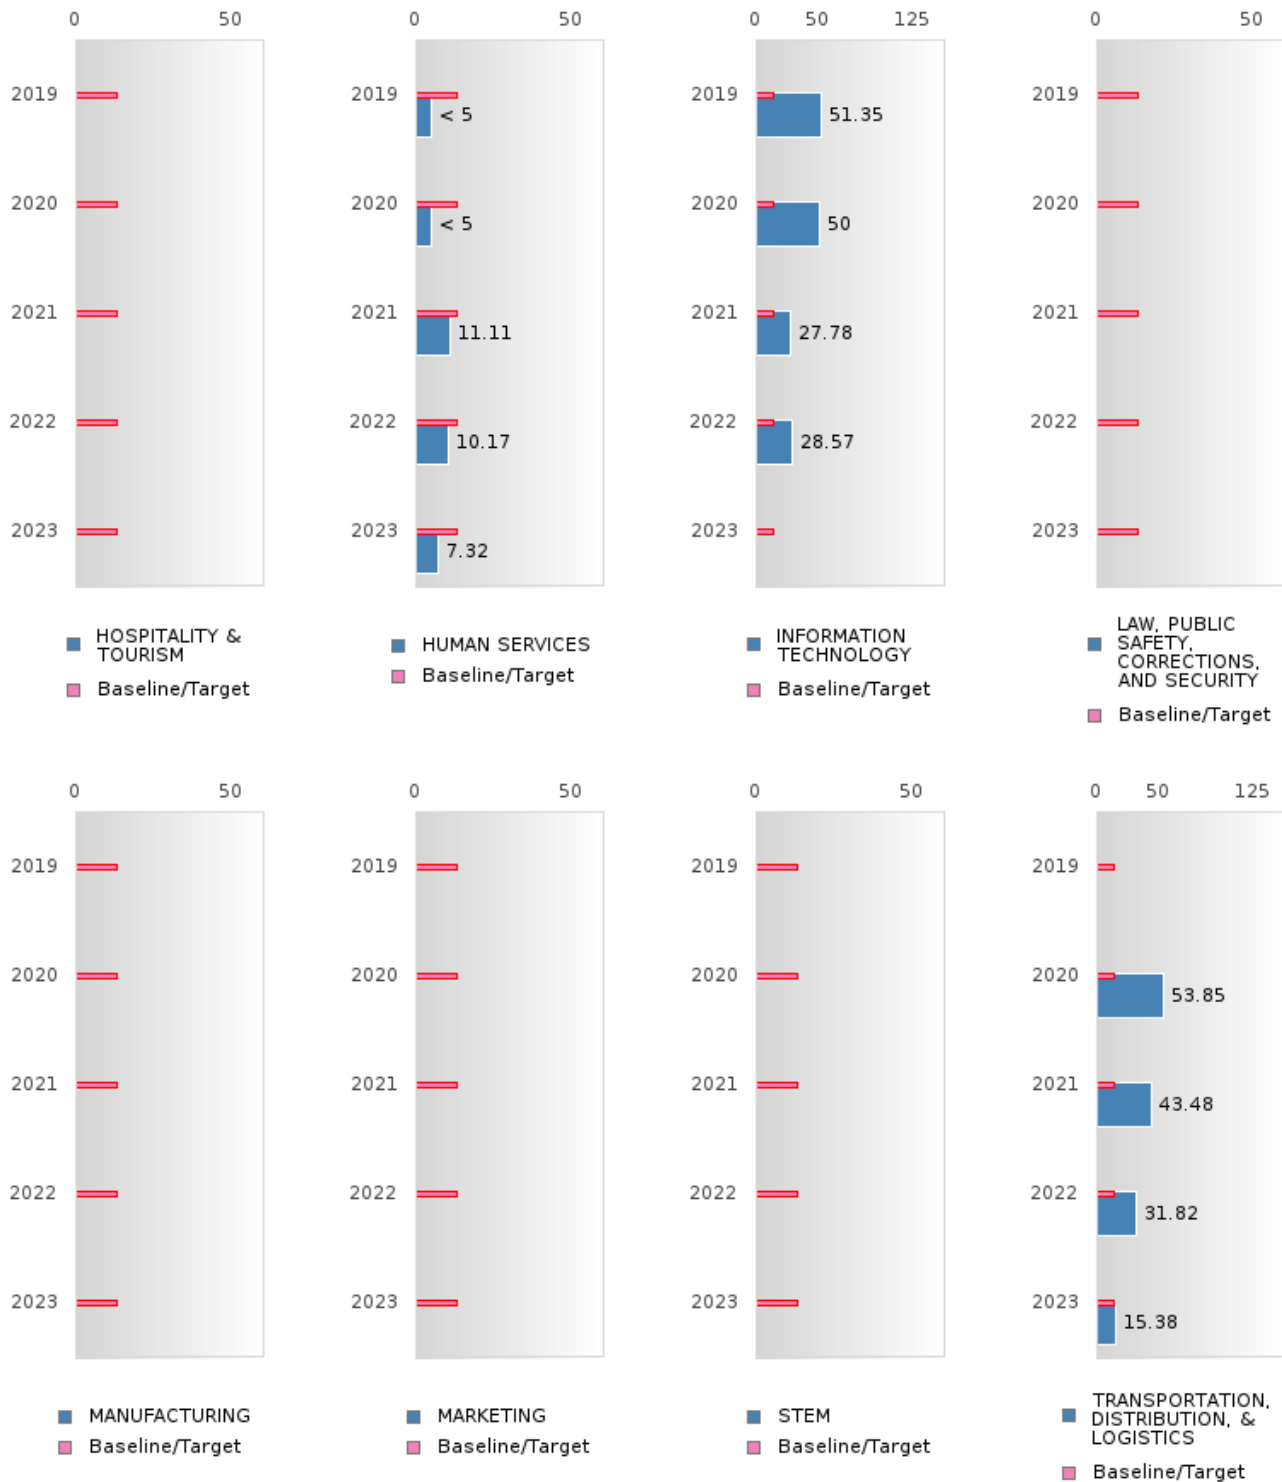 0 50
2019
2020
2021
2022
2023
HOSPITALITY &
TOURISM
Baseline/Target
0 50
2019
< 5
2020
< 5
2021
11.11
2022
10.17
2023
7.32
HUMAN SERVICES
Baseline/Target
0 50 125
2019
51.35
2020
50
2021
27.78
2022
28.57
2023
INFORMATION
TECHNOLOGY
Baseline/Target
0 50
2019
2020
2021
2022
2023
LAW, PUBLIC
SAFETY,
CORRECTIONS,
AND SECURITY
Baseline/Target
0 50
2019
2020
2021
2022
2023
MANUFACTURING
Baseline/Target
0 50
2019
2020
2021
2022
2023
MARKETING
Baseline/Target
0 50
2019
2020
2021
2022
2023
STEM
Baseline/Target
0 50 125
2019
2020
53.85
2021
43.48
2022
31.82
2023
15.38
TRANSPORTATION,
DISTRIBUTION, &
LOGISTICS
Baseline/Target